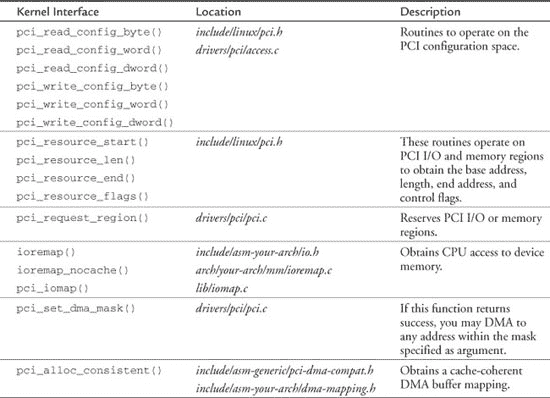 Kernel Interface Location Description
pci_read_config_byte() include/linux/pci.h Routines to operate on the
pci_read_config_word() drivers/pci/access.c PCI configuration space.
pci_read_config_dword()
pci_write_config_byte()
pci_write_config_word()
pci_write_config_dword()
pci_resource_start() include/linux/pci.h These routines operate on
pci_resource_len() PCI I/O and memory regions
pci_resource_end() to obtain the base address,
pci_resource_flags() length, end address, and
control flags.
pci_request_region() drivers/pci/pci.c Reserves PCI I/O or memory
regions.
ioremap() include/asm-your-arch/io.h Obtains CPU access to device
ioremap_nocache() arch/your-arch/mm/ioremap.c memory.
pci_iomap() lib/iomap.c
pci_set_dma_mask() drivers/pci/pci.c If this function returns
success, you may DMA to
any address within the mask
specified as argument.
pci_alloc_consistent() include/asm-generic/pci-dma-compat.h Obtains a cache-coherent
include/asm-your-arch/dma-mapping.h DMA buffer mapping.